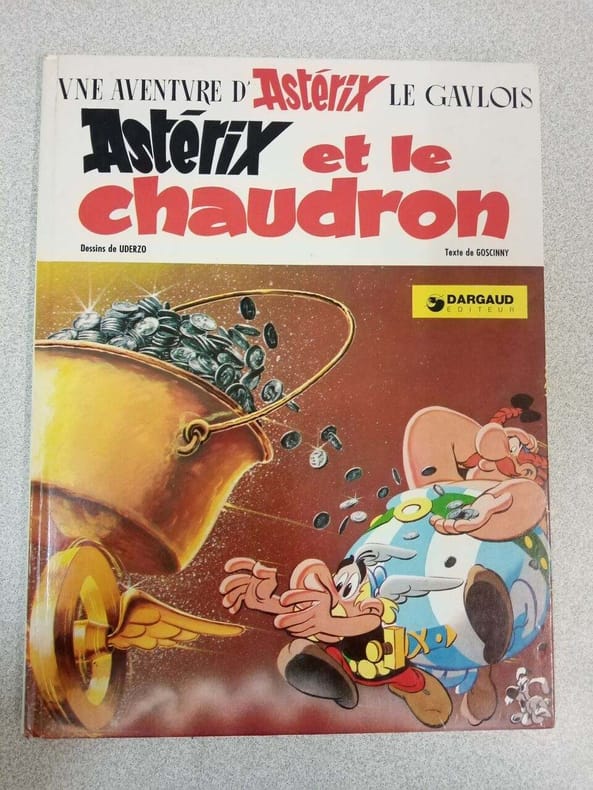 VNE AVENTVRE D'Astérix LE GAVLOIS
Astérix et le
chaudron
Dessins de UDERZO
Texte de GOSCINNY
DARGAUD
EDITEUR